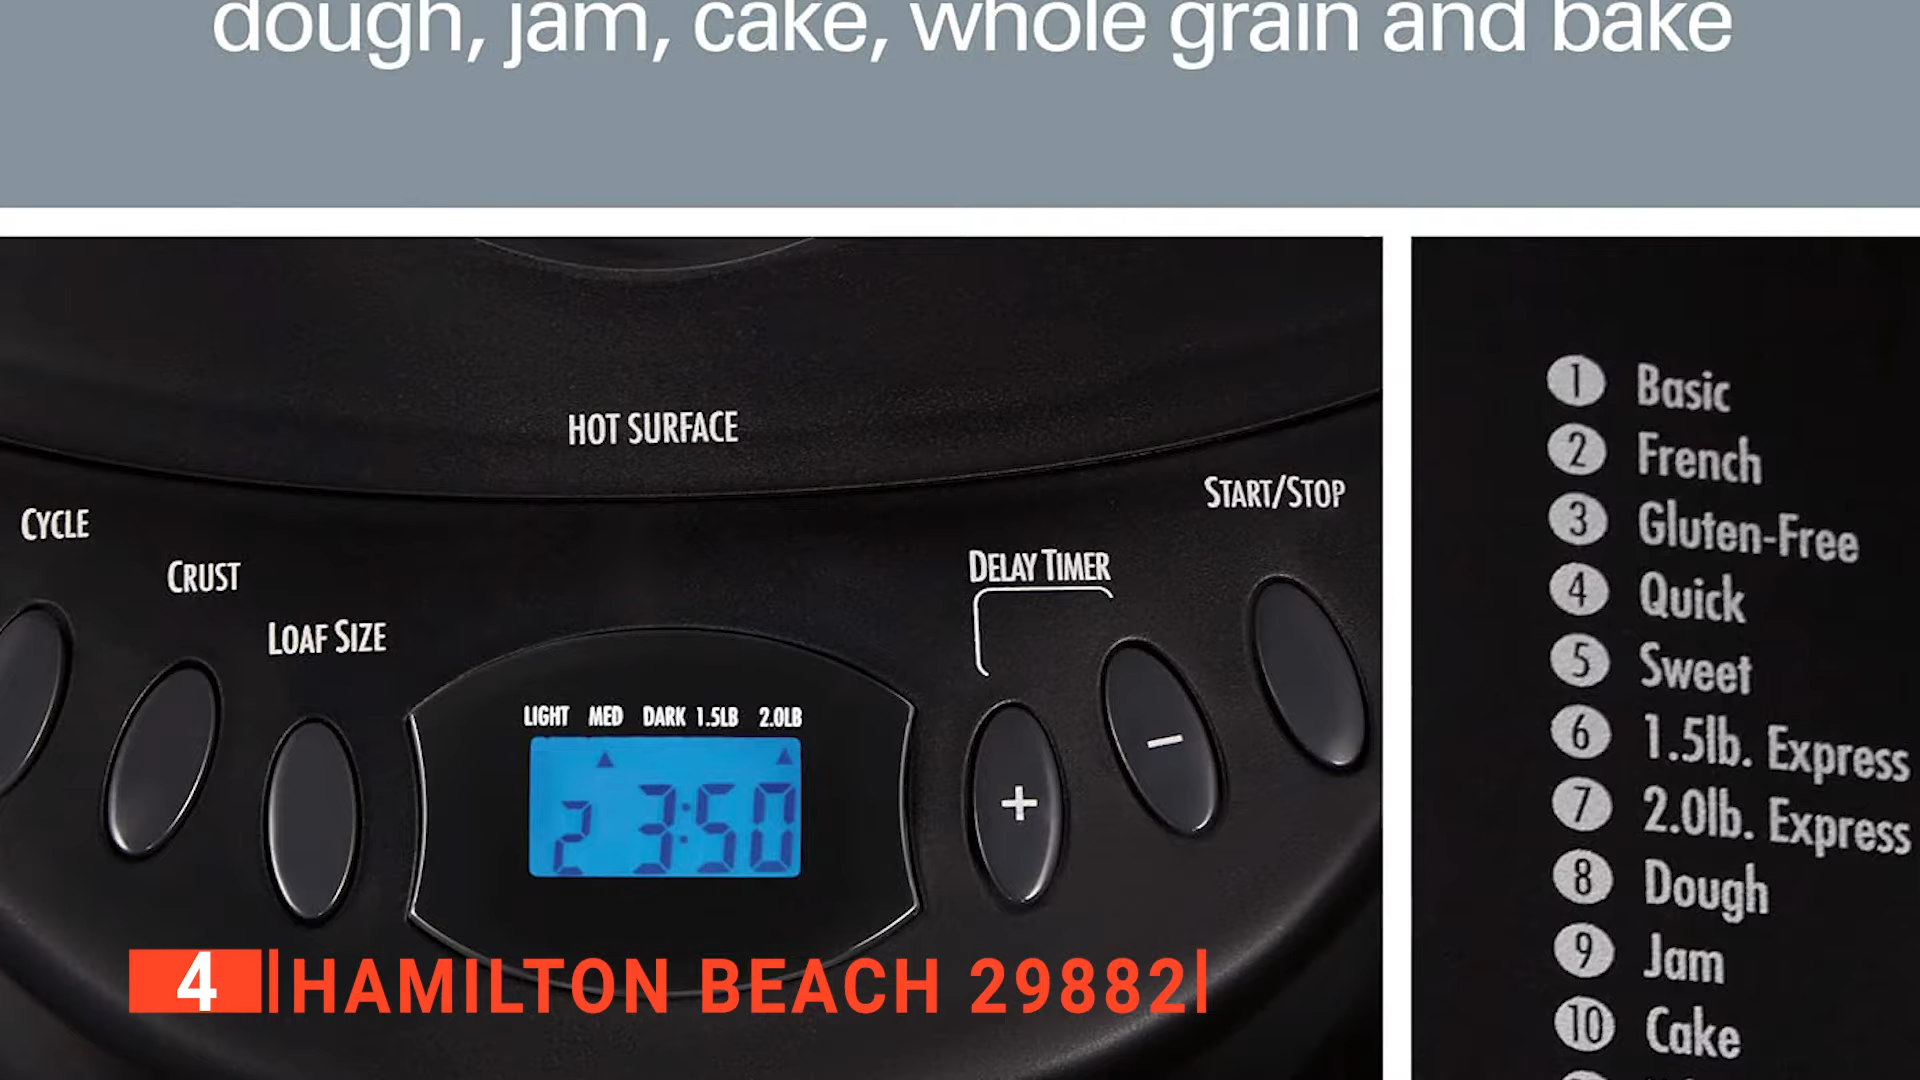 dough, jam, cake, whole grain and bake
HOT SURFACE
CYCLE
CRUST
LOAF SIZE
DELAY TIMER
START/STOP
LIGHT MED DARK 1.5LB 2.0LB
2 3:50
+
−
1 Basic
2 French
3 Gluten-Free
4 Quick
5 Sweet
6 1.5lb. Express
7 2.0lb. Express
8 Dough
9 Jam
10 Cake
4 HAMILTON BEACH 29882